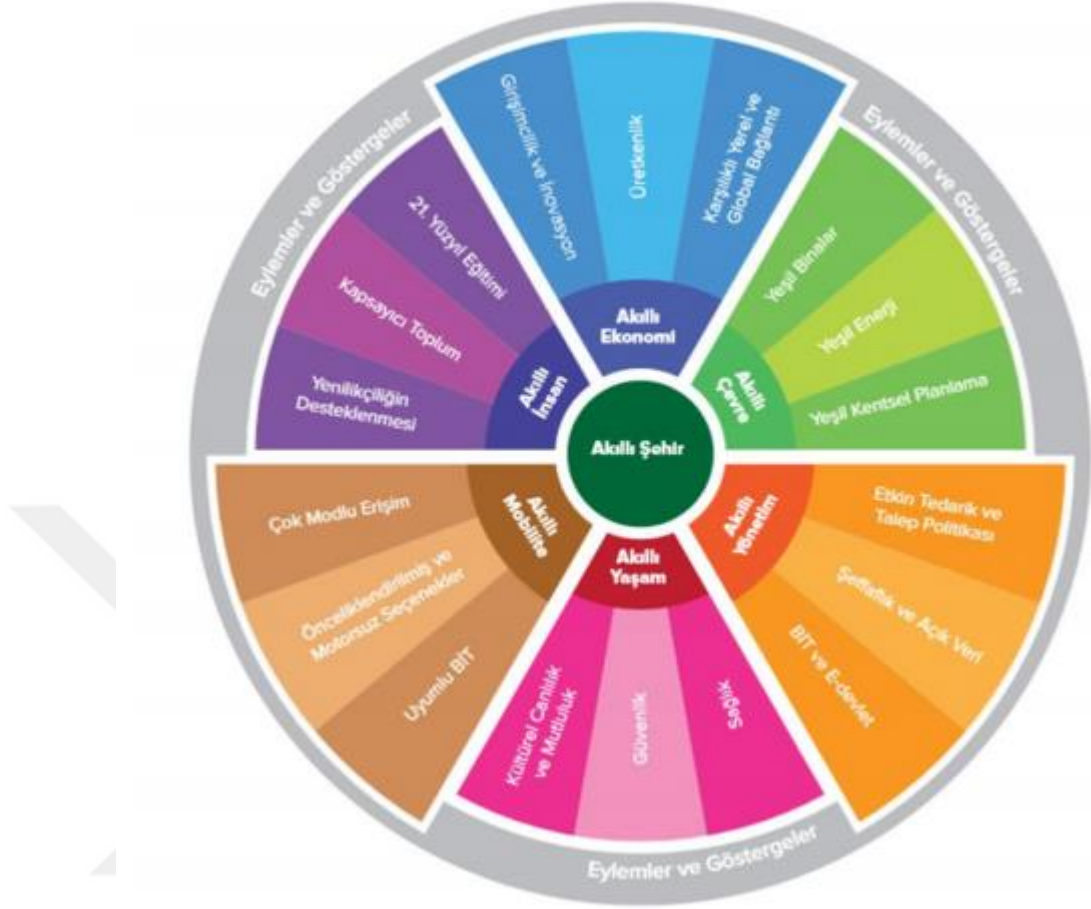 Eylemler ve Göstergeler
Eylemler ve Göstergeler
Girişimcilik ve İnovasyon
Üretkenlik
Karşılıklı Yerel ve
Global Bağlantı
Akıllı
Ekonomi
21. Yüzyıl Eğitimi
Kapsayıcı Toplum
Yenilikçiliğin
Desteklenmesi
Akıllı
İnsan
Yeşil Binalar
Yeşil Enerji
Yeşil Kentsel Planlama
Akıllı
Çevre
Akıllı Şehir
Çok Modlu Erişim
Önceliklendirilmiş ve
Motorsuz Seçenekler
Uyumlu BİT
Akıllı
Mobilite
Akıllı
Yaşam
Kültürel Canlılık
ve Mutluluk
Güvenlik
Sağlık
Akıllı
Yönetim
Etkin Tedarik ve
Talep Politikası
Şeffaflık ve Açık Veri
BİT ve E-devlet
Eylemler ve Göstergeler